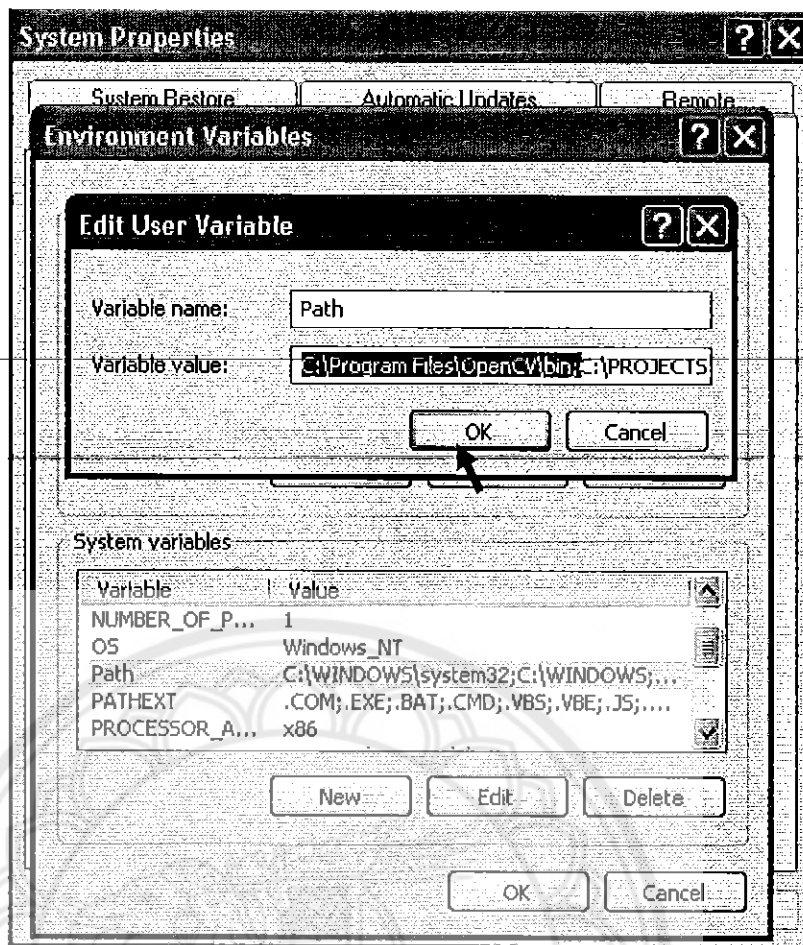 System Properties
System Restore Automatic Updates Remote
Environment Variables
Edit User Variable
Variable name: Path
Variable value: C:\Program Files\OpenCV\bin;C:\PROJECTS
OK Cancel
System variables
Variable Value
NUMBER_OF_P... 1
OS Windows_NT
Path C:\WINDOWS\system32;C:\WINDOWS;...
PATHEXT .COM;.EXE;.BAT;.CMD;.VBS;.VBE;.JS;....
PROCESSOR_A... x86
New Edit Delete
OK Cancel